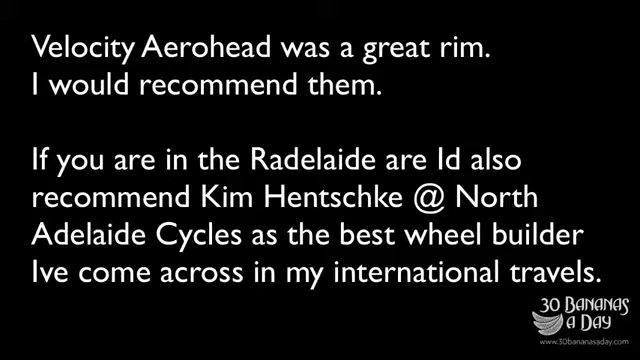 Velocity Aerohead was a great rim.
I would recommend them.
If you are in the Radelaide are Id also
recommend Kim Hentschke @ North
Adelaide Cycles as the best wheel builder
Ive come across in my international travels.
30 BANANAS
A DAY
www.30bananasaday.com